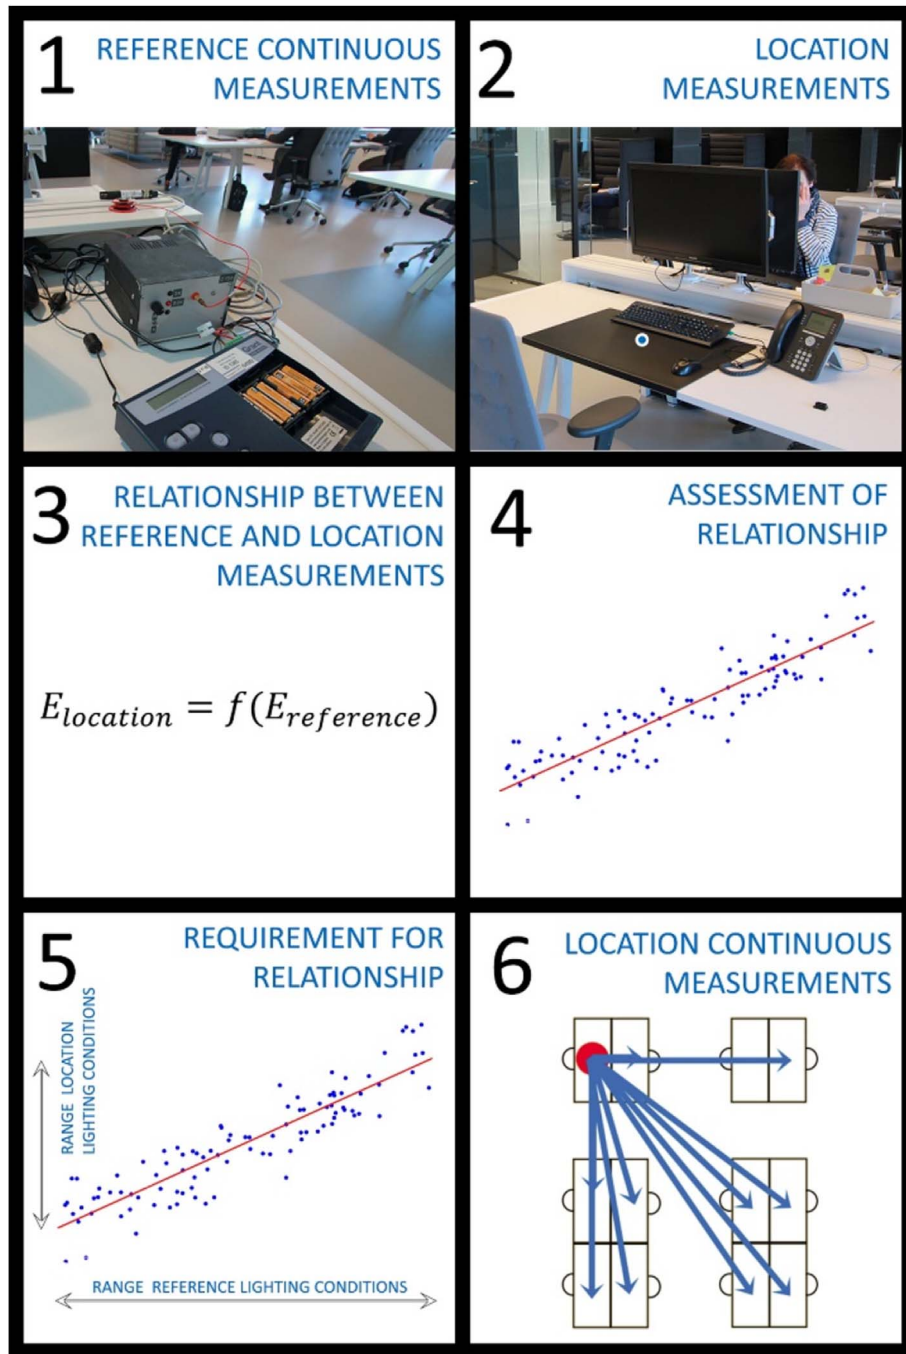 1
REFERENCE CONTINUOUS
MEASUREMENTS
2
LOCATION
MEASUREMENTS
3
RELATIONSHIP BETWEEN
REFERENCE AND LOCATION
MEASUREMENTS
E_location = f(E_reference)
4
ASSESSMENT OF
RELATIONSHIP
5
REQUIREMENT FOR
RELATIONSHIP
RANGE LOCATION
LIGHTING CONDITIONS
RANGE REFERENCE LIGHTING CONDITIONS
6
LOCATION CONTINUOUS
MEASUREMENTS